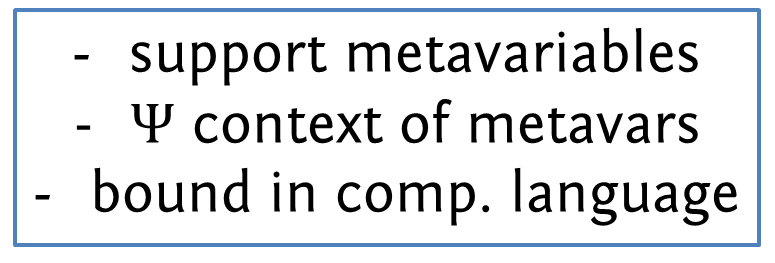 - support metavariables
- Ψ context of metavars
- bound in comp. language